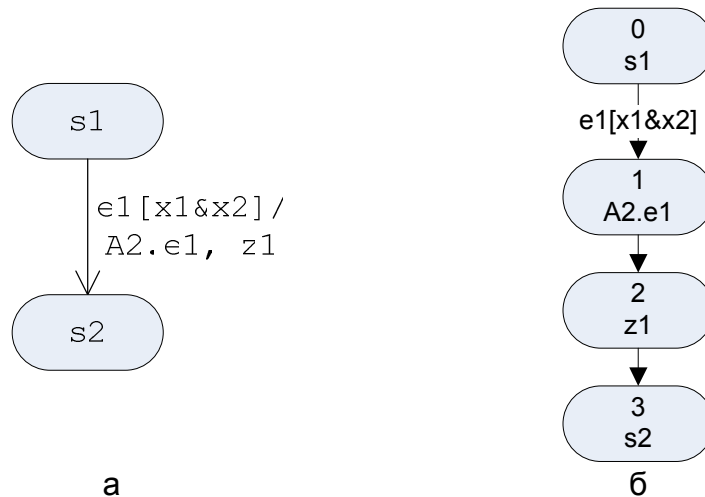 s1
e1[x1&x2]/
A2.e1, z1
s2
а
0
s1
e1[x1&x2]
1
A2.e1
2
z1
3
s2
б